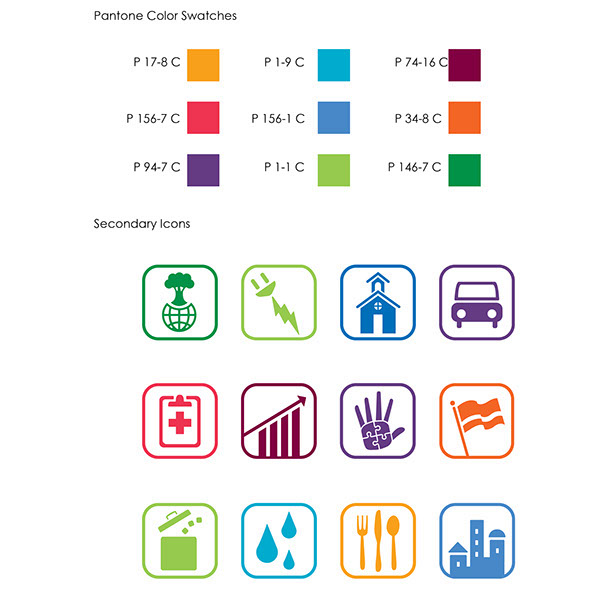 Pantone Color Swatches
P 17-8 C P 1-9 C P 74-16 C
P 156-7 C P 156-1 C P 34-8 C
P 94-7 C P 1-1 C P 146-7 C
Secondary Icons